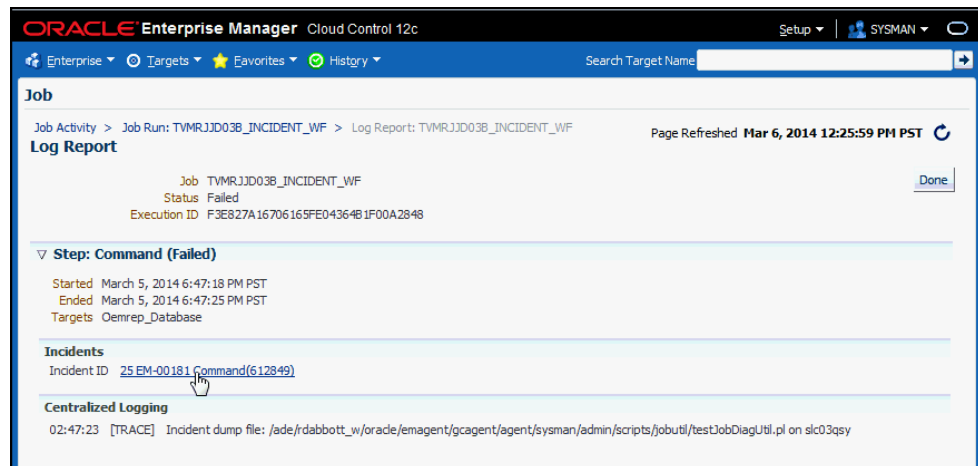 ORACLE Enterprise Manager Cloud Control 12c Setup SYSMAN
Enterprise Targets Favorites History Search Target Name
Job
Job Activity > Job Run: TVMRJJD03B_INCIDENT_WF > Log Report: TVMRJJD03B_INCIDENT_WF Page Refreshed Mar 6, 2014 12:25:59 PM PST
Log Report
Job TVMRJJD03B_INCIDENT_WF Done
Status Failed
Execution ID F3E827A16706165FE04364B1F00A2848
Step: Command (Failed)
Started March 5, 2014 6:47:18 PM PST
Ended March 5, 2014 6:47:25 PM PST
Targets Oemrep_Database
Incidents
Incident ID 25 EM-00181 Command(612849)
Centralized Logging
02:47:23 [TRACE] Incident dump file: /ade/rdabbott_w/oracle/emagent/gcagent/agent/sysman/admin/scripts/jobutil/testJobDiagUtil.pl on slc03qsy